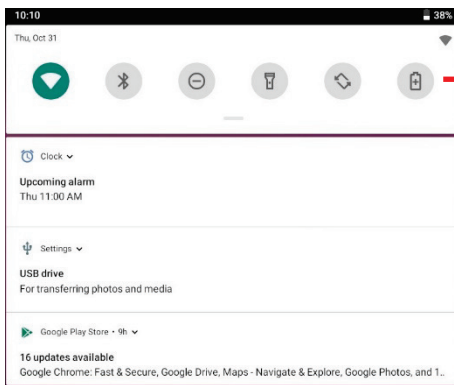 10:10 38%
Thu, Oct 31
Clock
Upcoming alarm
Thu 11:00 AM
Settings
USB drive
For transferring photos and media
Google Play Store • 9h
16 updates available
Google Chrome: Fast & Secure, Google Drive, Maps - Navigate & Explore, Google Photos, and 1..